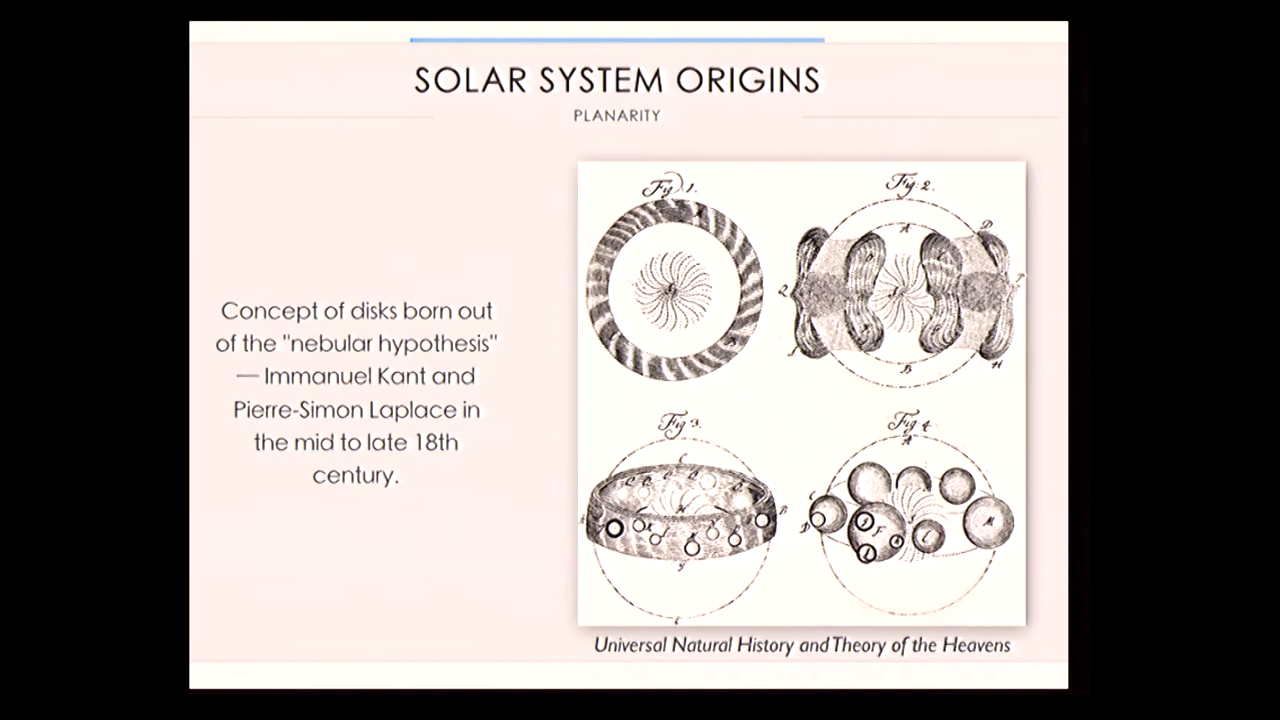 SOLAR SYSTEM ORIGINS
PLANARITY
Concept of disks born out
of the "nebular hypothesis"
— Immanuel Kant and
Pierre-Simon Laplace in
the mid to late 18th
century.
Fig. 1.
Fig. 2.
Fig 3.
Fig 4.
Universal Natural History and Theory of the Heavens